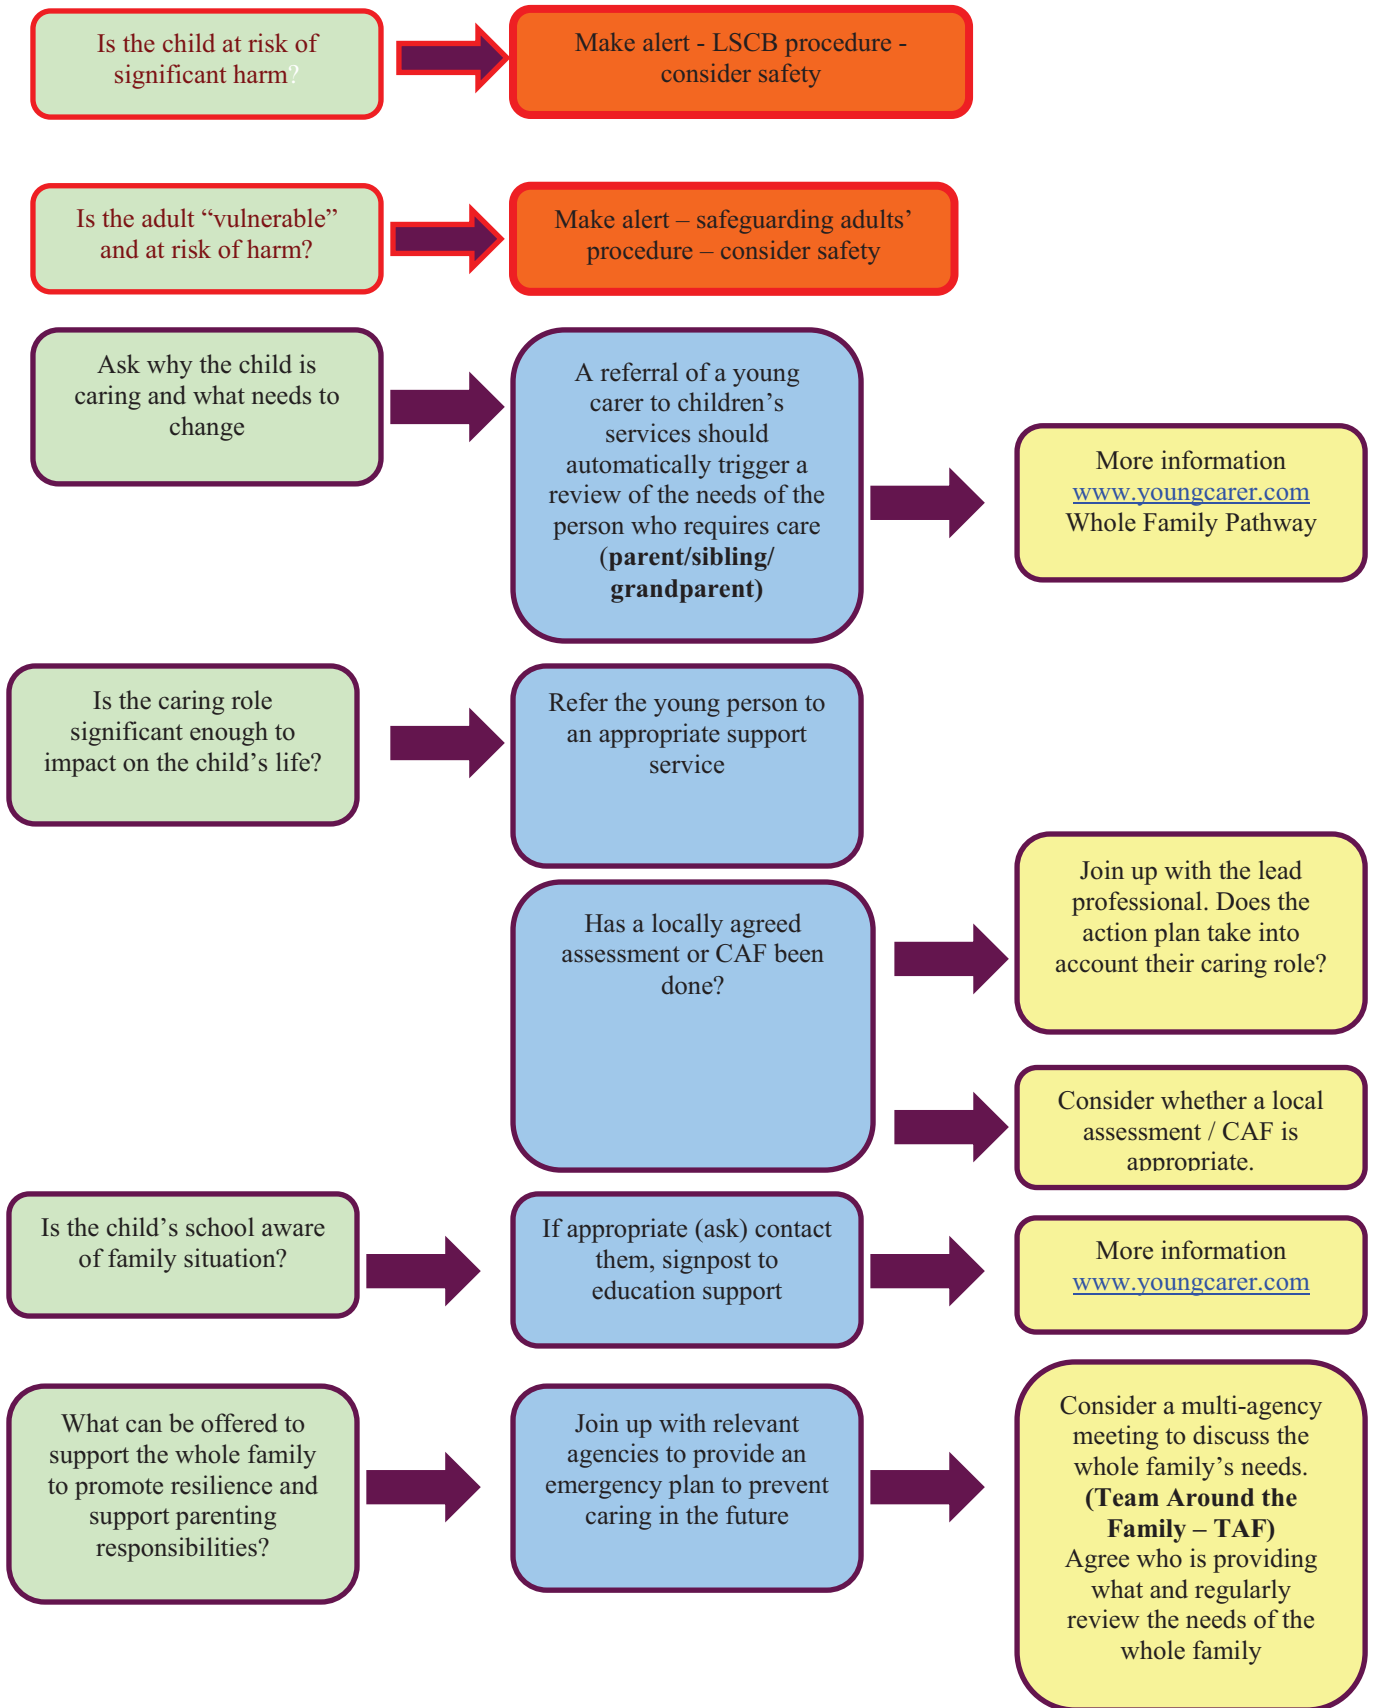 Is the child at risk of
significant harm?
Make alert - LSCB procedure -
consider safety
Is the adult “vulnerable”
and at risk of harm?
Make alert – safeguarding adults’
procedure – consider safety
Ask why the child is
caring and what needs to
change
A referral of a young
carer to children’s
services should
automatically trigger a
review of the needs of the
person who requires care
(parent/sibling/
grandparent)
More information
www.youngcarer.com
Whole Family Pathway
Is the caring role
significant enough to
impact on the child’s life?
Refer the young person to
an appropriate support
service
Has a locally agreed
assessment or CAF been
done?
Join up with the lead
professional. Does the
action plan take into
account their caring role?
Consider whether a local
assessment / CAF is
appropriate.
Is the child’s school aware
of family situation?
If appropriate (ask) contact
them, signpost to
education support
More information
www.youngcarer.com
What can be offered to
support the whole family
to promote resilience and
support parenting
responsibilities?
Join up with relevant
agencies to provide an
emergency plan to prevent
caring in the future
Consider a multi-agency
meeting to discuss the
whole family’s needs.
(Team Around the
Family – TAF)
Agree who is providing
what and regularly
review the needs of the
whole family